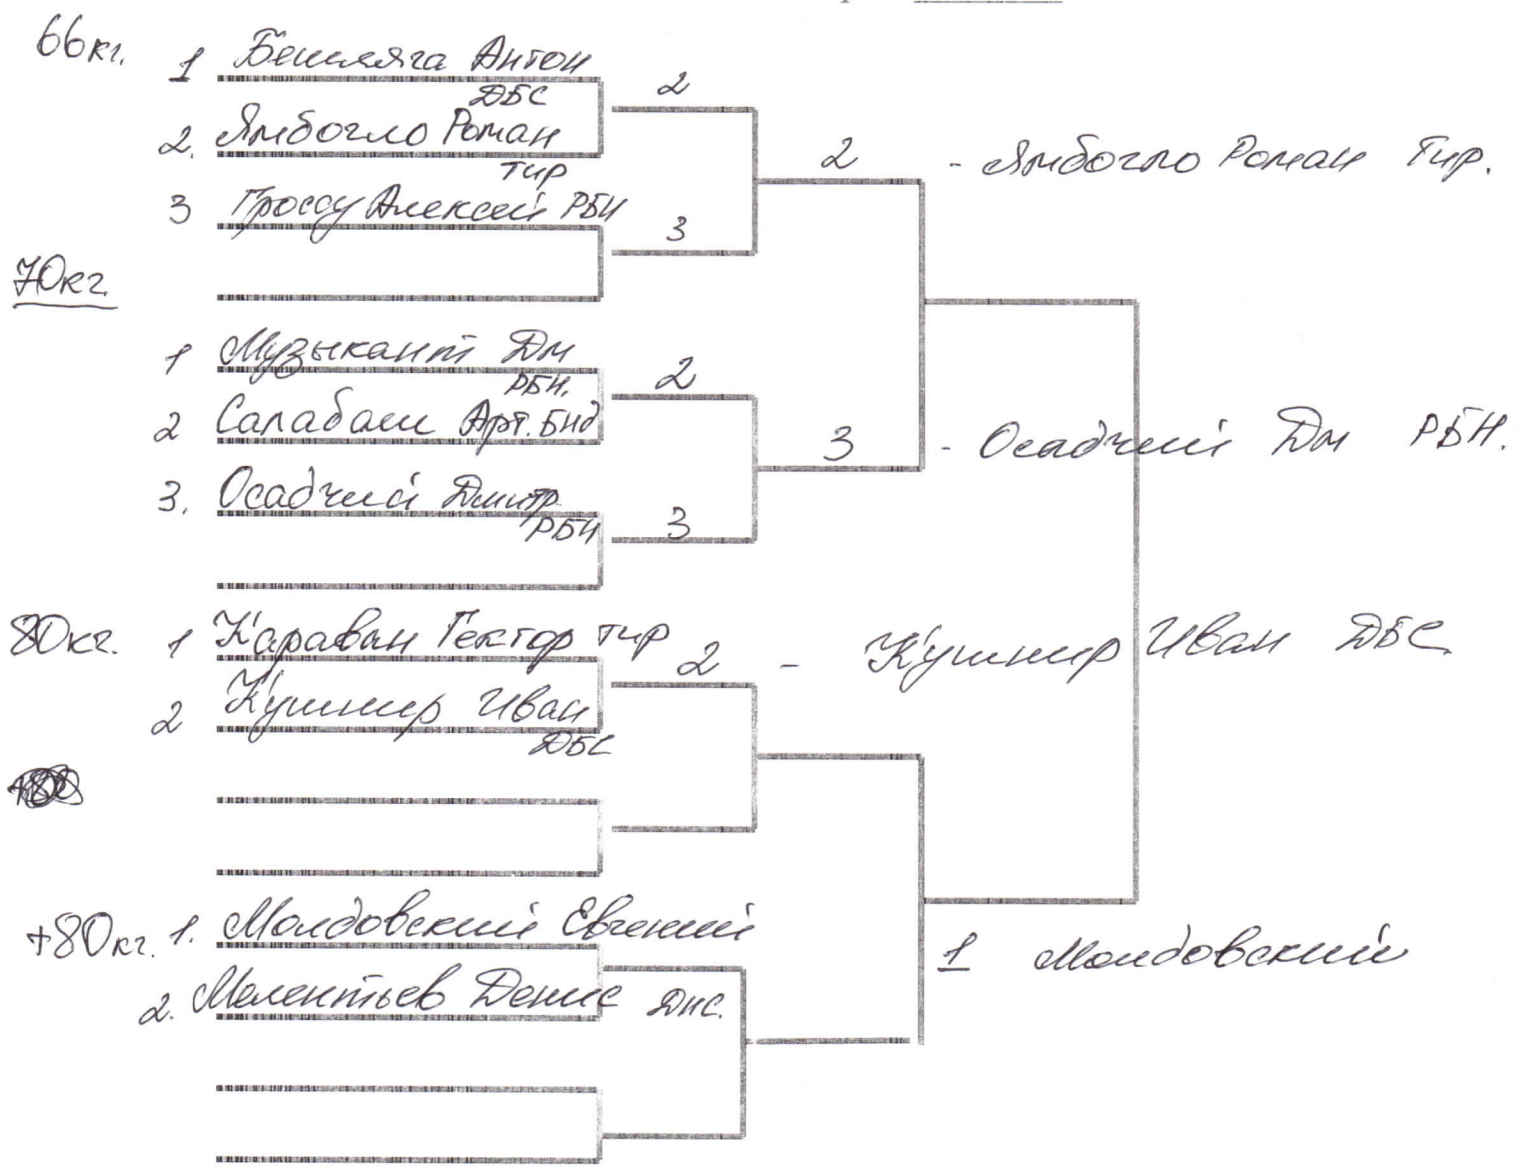 66кг.
1 Бешляга Антон
ДБС
2
2. Ямбогло Роман
тир
2 - Ямбогло Роман Тир.
3 Гроссу Алексей РБН
3
70кг.
1 Музыкант Дм
РБН.
2
2 Салабаш Арт. Бнд
3 - Осадчий Дм РБН.
3. Осадчий Дмитр
РБН
3
80кг. 1 Караван Гектор тир
2 - Кушнир Иван ДБС
2 Кушнир Иван
ДБС
+80кг. 1. Молдовский Евгений
1 Молдовский
2. Мелентьев Денис Днс.